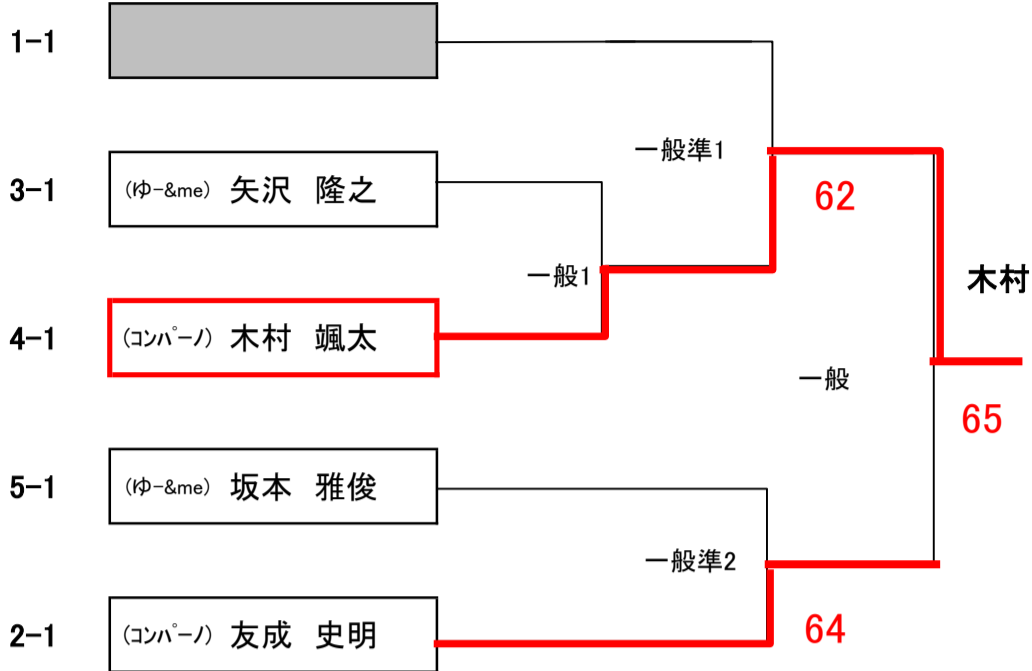 1-1
一般準1
3-1 (ゆ-&me) 矢沢 隆之
62
一般1
木村
4-1 (コンパーノ) 木村 颯太
一般
65
5-1 (ゆ-&me) 坂本 雅俊
一般準2
2-1 (コンパーノ) 友成 史明
64